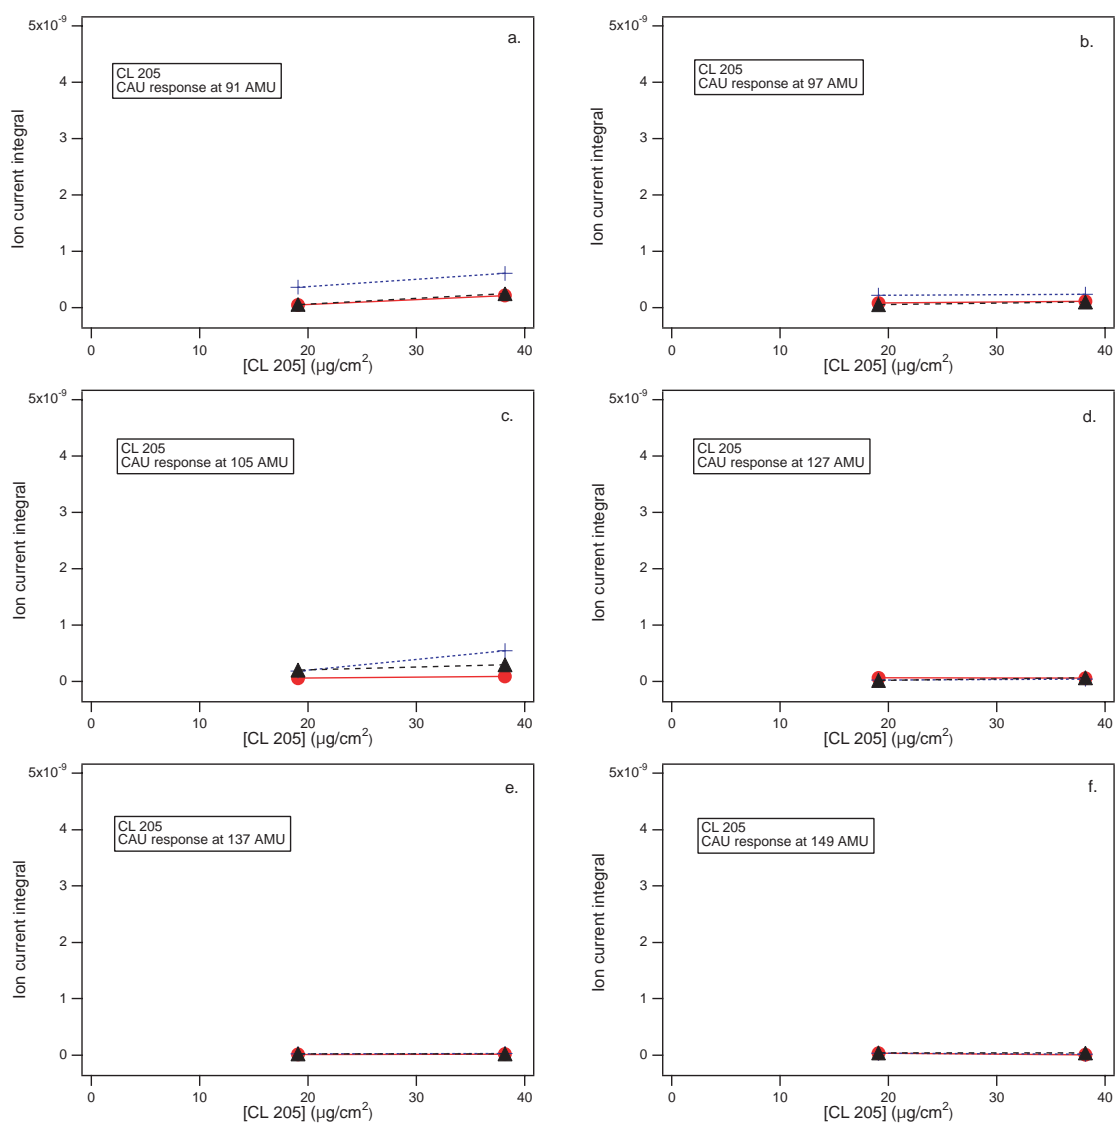 5x10⁻⁹
a.
CL 205
CAU response at 91 AMU
4
3
2
1
0
Ion current integral
0
10
20
30
40
[CL 205] (μg/cm²)
5x10⁻⁹
b.
CL 205
CAU response at 97 AMU
4
3
2
1
0
Ion current integral
0
10
20
30
40
[CL 205] (μg/cm²)
5x10⁻⁹
c.
CL 205
CAU response at 105 AMU
4
3
2
1
0
Ion current integral
0
10
20
30
40
[CL 205] (μg/cm²)
5x10⁻⁹
d.
CL 205
CAU response at 127 AMU
4
3
2
1
0
Ion current integral
0
10
20
30
40
[CL 205] (μg/cm²)
5x10⁻⁹
e.
CL 205
CAU response at 137 AMU
4
3
2
1
0
Ion current integral
0
10
20
30
40
[CL 205] (μg/cm²)
5x10⁻⁹
f.
CL 205
CAU response at 149 AMU
4
3
2
1
0
Ion current integral
0
10
20
30
40
[CL 205] (μg/cm²)